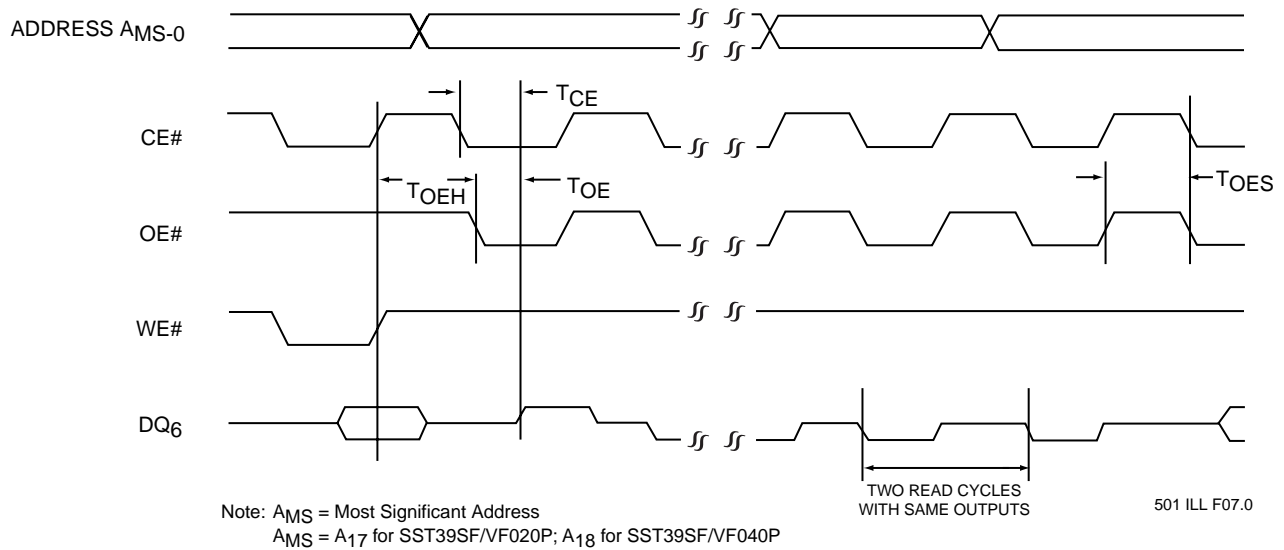 ADDRESS AMS-0
TCE
CE#
TOEH
TOE
TOES
OE#
WE#
DQ6
TWO READ CYCLES
WITH SAME OUTPUTS
501 ILL F07.0
Note: AMS = Most Significant Address
AMS = A17 for SST39SF/VF020P; A18 for SST39SF/VF040P